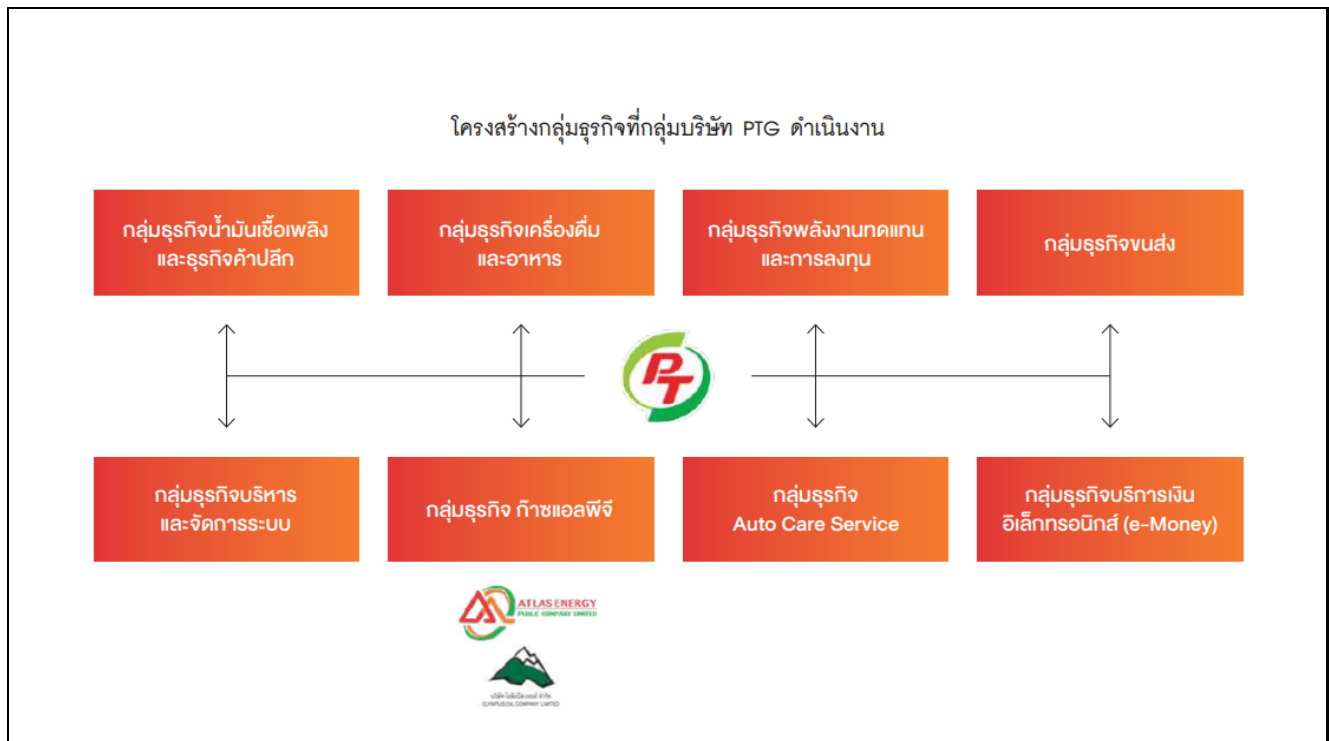 โครงสร้างกลุ่มธุรกิจที่กลุ่มบริษัท PTG ดำเนินงาน
กลุ่มธุรกิจน้ำมันเชื้อเพลิง
และธุรกิจค้าปลีก
กลุ่มธุรกิจเครื่องดื่ม
และอาหาร
กลุ่มธุรกิจพลังงานทดแทน
และการลงทุน
กลุ่มธุรกิจขนส่ง
PT
กลุ่มธุรกิจบริหาร
และจัดการระบบ
กลุ่มธุรกิจ ก๊าซแอลพีจี
กลุ่มธุรกิจ
Auto Care Service
กลุ่มธุรกิจบริการเงิน
อิเล็กทรอนิกส์ (e-Money)
ATLAS ENERGY
PUBLIC COMPANY LIMITED
OLYMPUS OIL COMPANY LIMITED